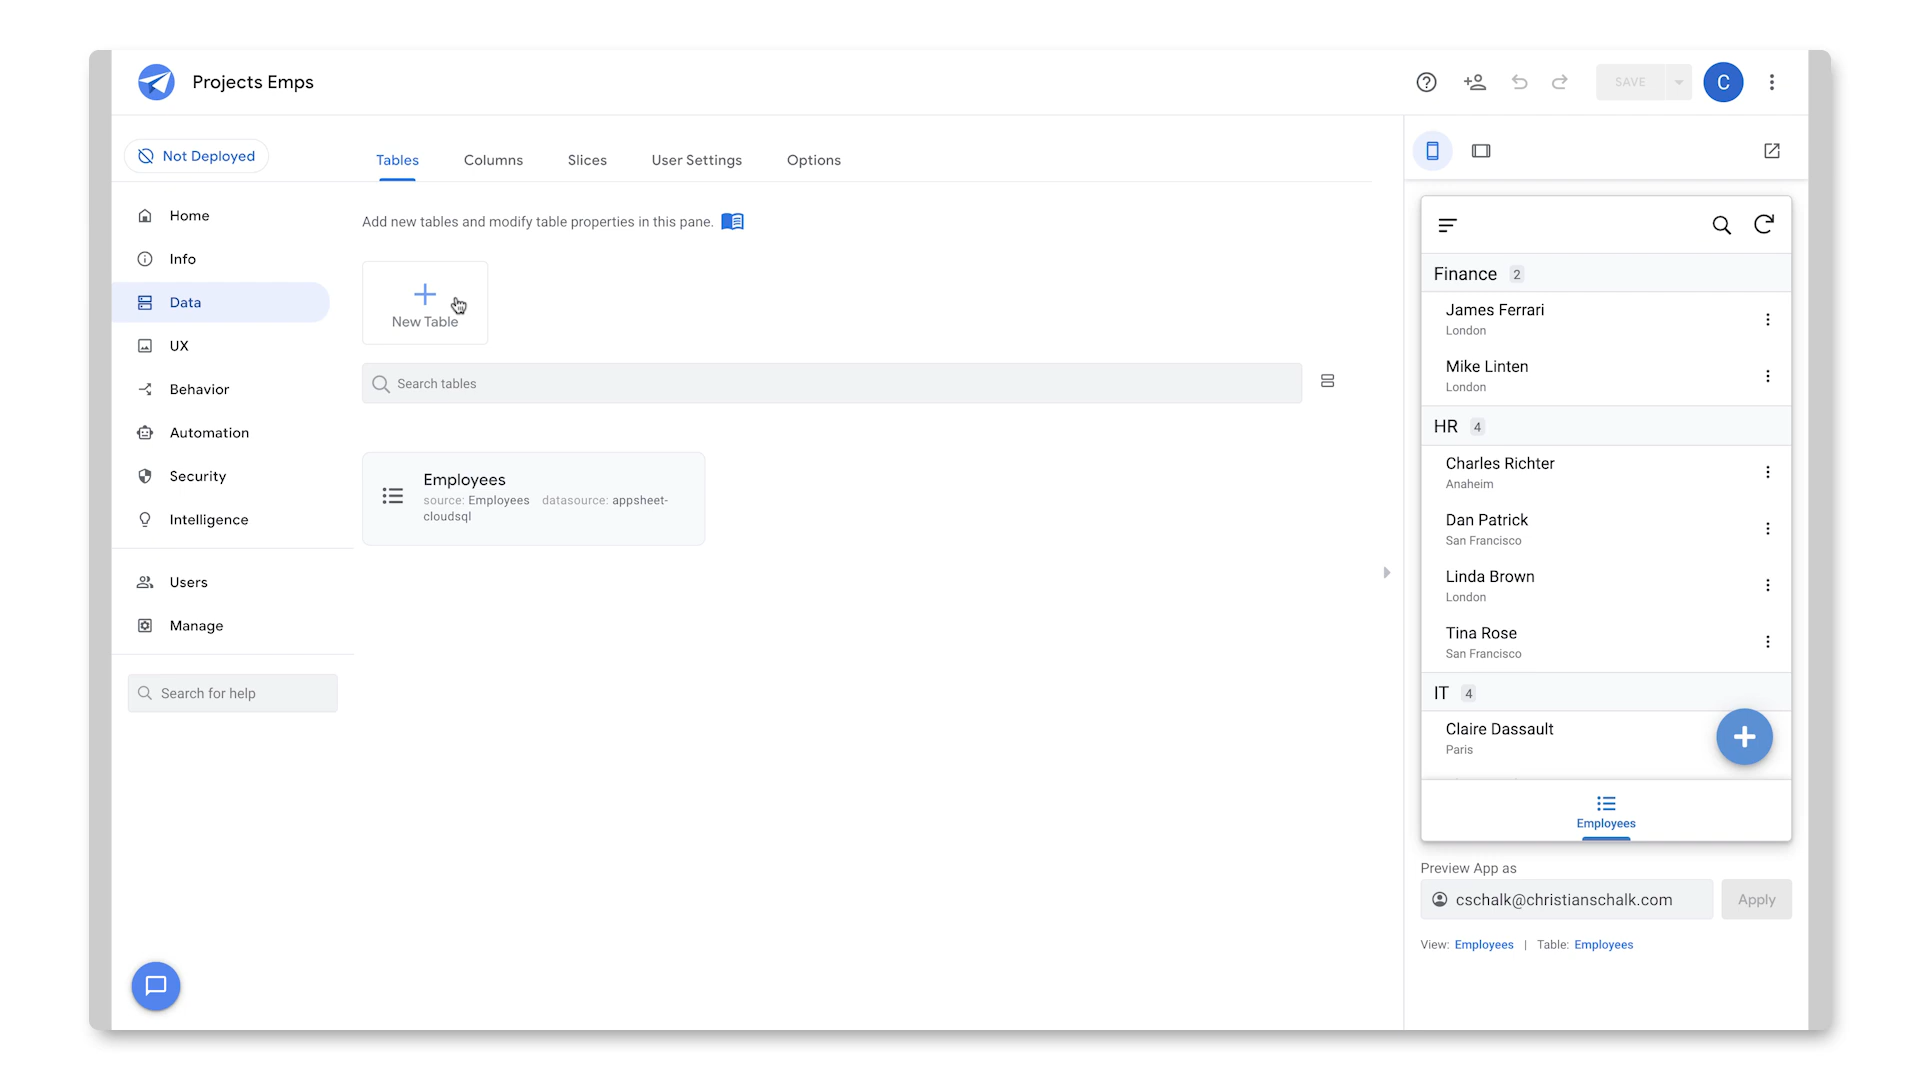 Projects Emps
SAVE
C
Not Deployed
Tables
Columns
Slices
User Settings
Options
Home
Info
Data
UX
Behavior
Automation
Security
Intelligence
Users
Manage
Search for help
Add new tables and modify table properties in this pane.
New Table
Search tables
Employees
source: Employees datasource: appsheet-
cloudsql
Finance 2
James Ferrari
London
Mike Linten
London
HR 4
Charles Richter
Anaheim
Dan Patrick
San Francisco
Linda Brown
London
Tina Rose
San Francisco
IT 4
Claire Dassault
Paris
Employees
Preview App as
cschalk@christianschalk.com
Apply
View: Employees | Table: Employees